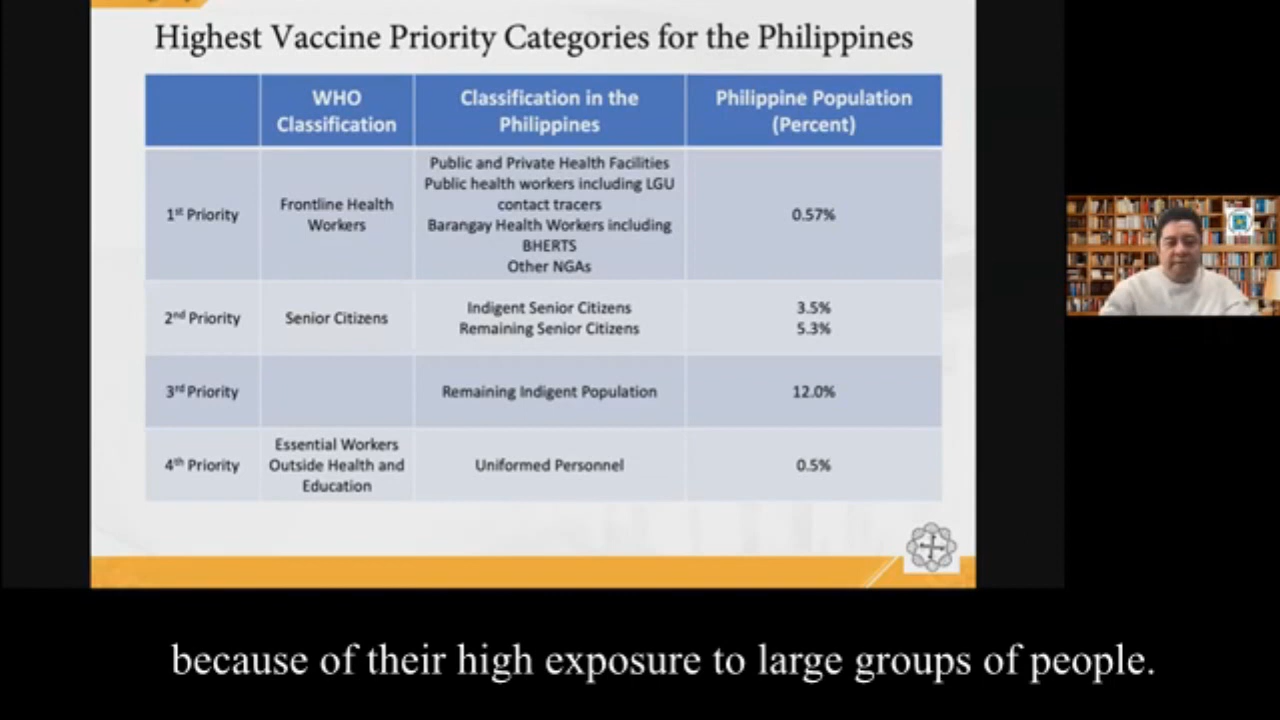 Highest Vaccine Priority Categories for the Philippines
WHO
Classification
Classification in the
Philippines
Philippine Population
(Percent)
1st Priority
Frontline Health
Workers
Public and Private Health Facilities
Public health workers including LGU
contact tracers
Barangay Health Workers including
BHERTS
Other NGAs
0.57%
2nd Priority
Senior Citizens
Indigent Senior Citizens
Remaining Senior Citizens
3.5%
5.3%
3rd Priority
Remaining Indigent Population
12.0%
4th Priority
Essential Workers
Outside Health and
Education
Uniformed Personnel
0.5%
because of their high exposure to large groups of people.